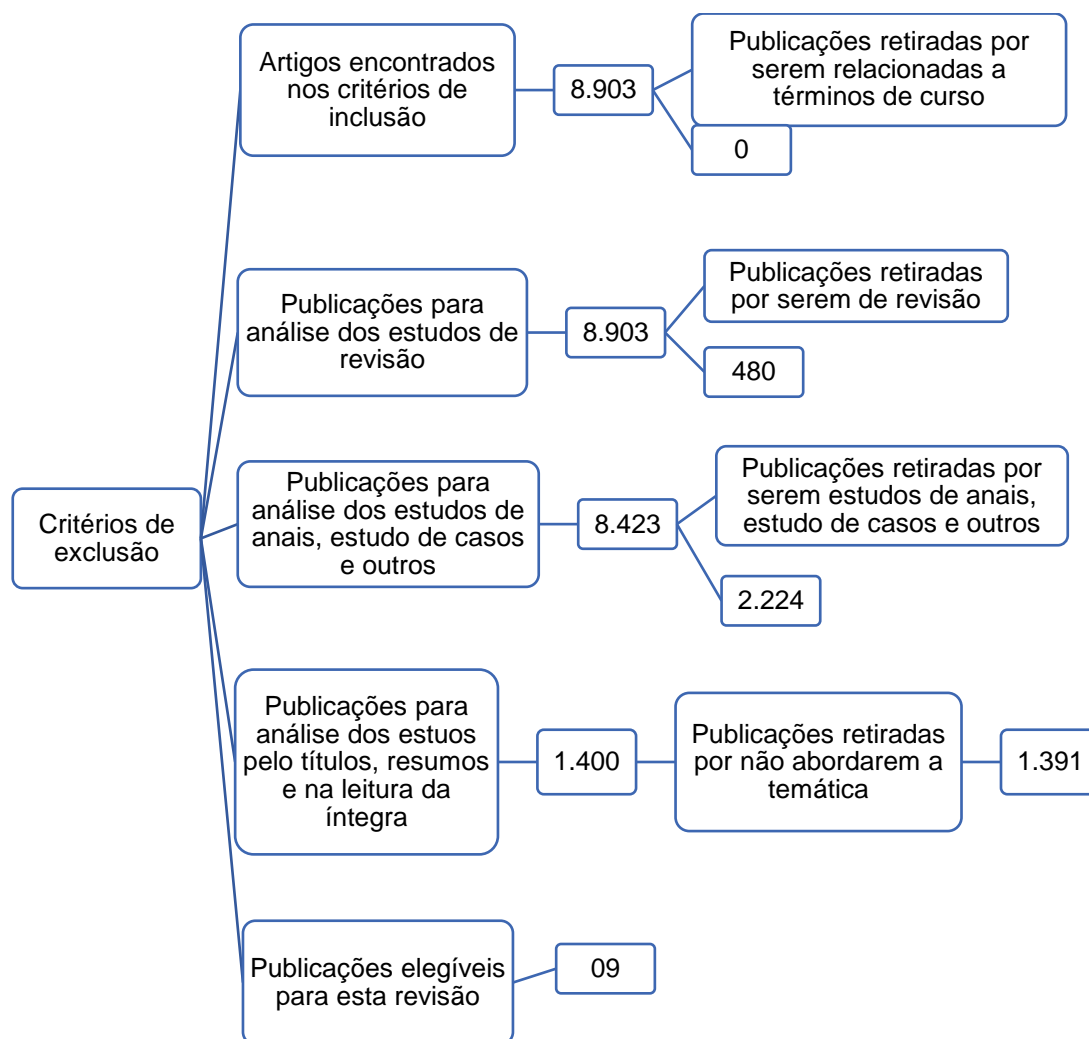 Artigos encontrados
nos critérios de
inclusão
8.903
Publicações retiradas por
serem relacionadas a
términos de curso
0
Publicações para
análise dos estudos de
revisão
8.903
Publicações retiradas
por serem de revisão
480
Critérios de
exclusão
Publicações para
análise dos estudos de
anais, estudo de casos
e outros
8.423
Publicações retiradas por
serem estudos de anais,
estudo de casos e outros
2.224
Publicações para
análise dos estuos
pelo títulos, resumos
e na leitura da
íntegra
1.400
Publicações retiradas
por não abordarem a
temática
1.391
Publicações elegíveis
para esta revisão
09